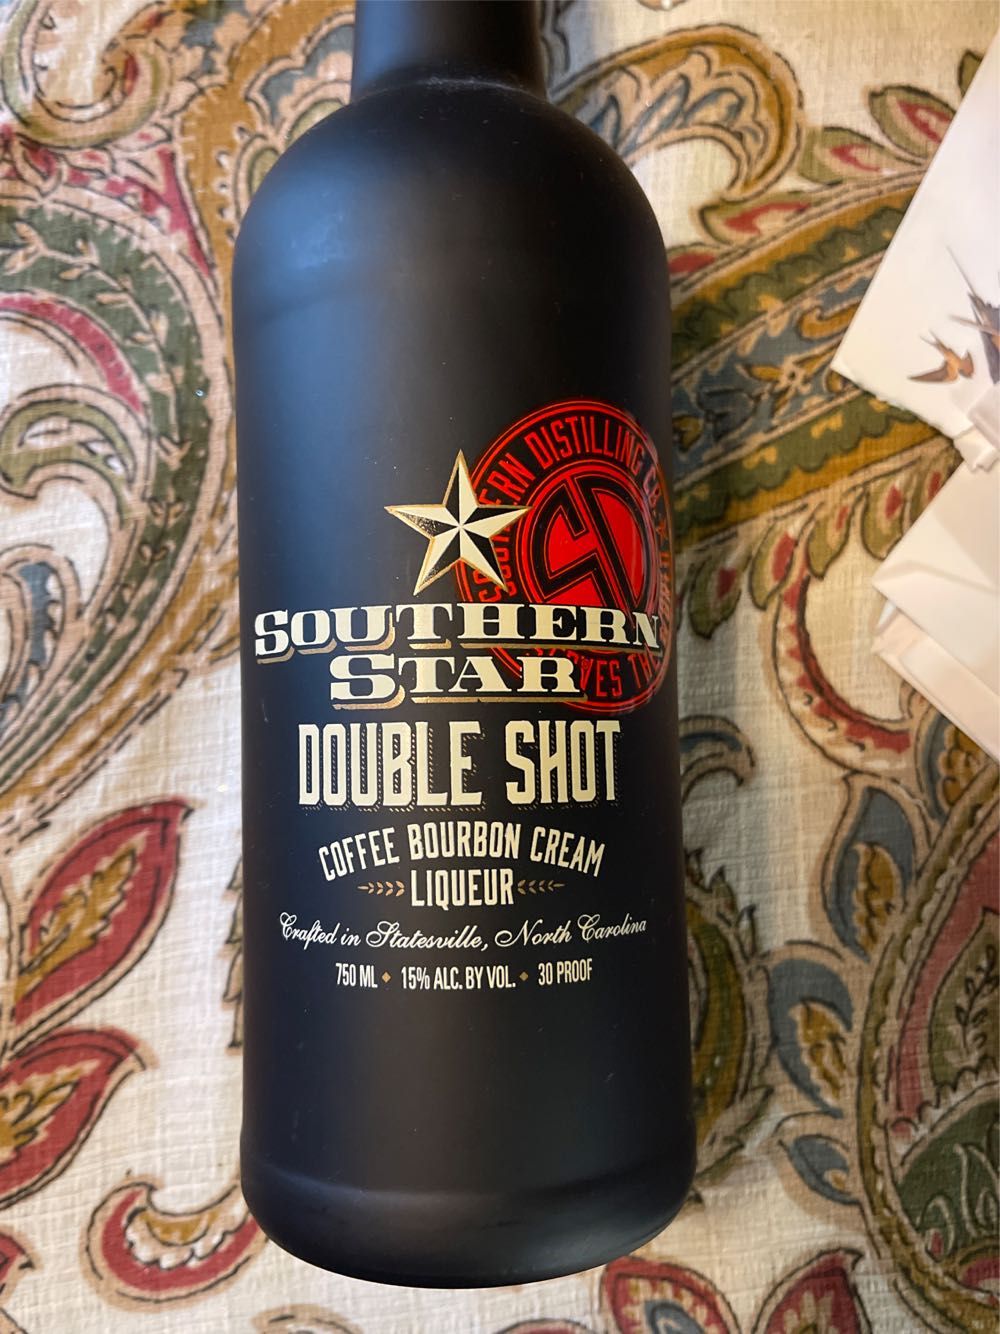 SOUTHERN DISTILLING
SD
SOUTHERN
STAR
DOUBLE SHOT
COFFEE BOURBON CREAM
LIQUEUR
Crafted in Statesville, North Carolina
750 ML ◆ 15% ALC. BY VOL. ◆ 30 PROOF